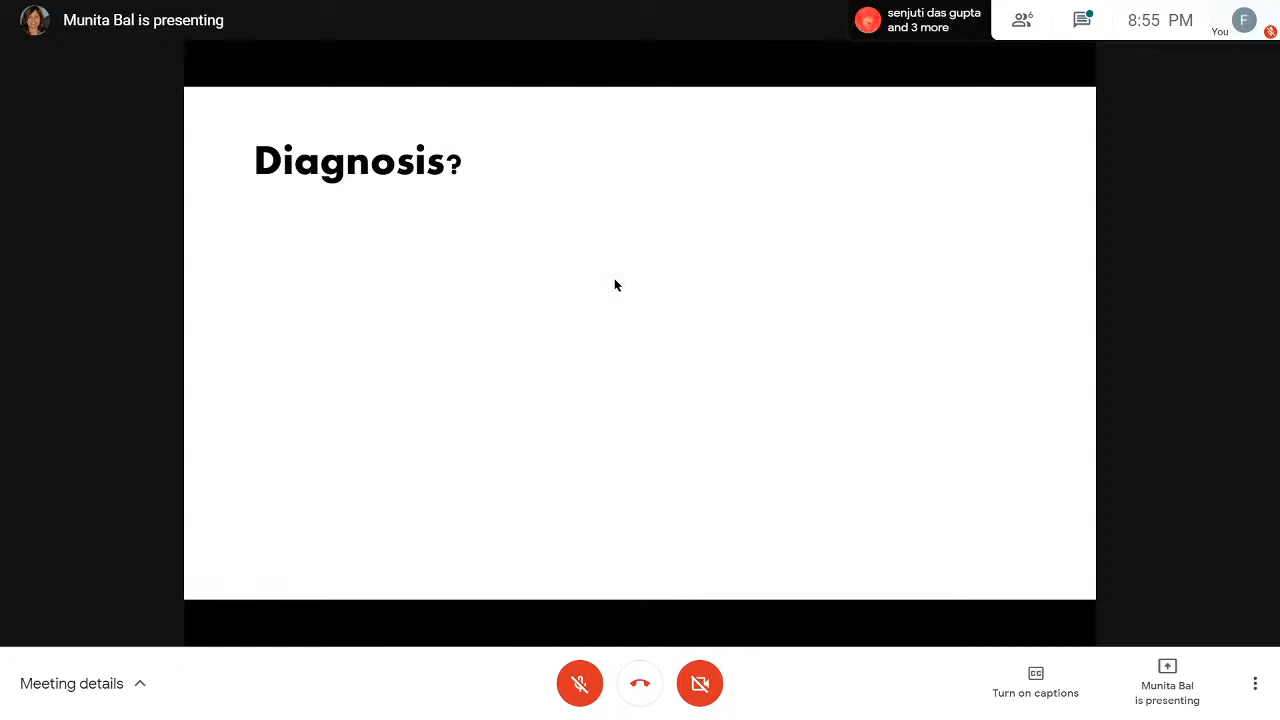 Munita Bal is presenting
senjuti das gupta
and 3 more
6
8:55 PM
You
F
Diagnosis?
Meeting details
CC
Turn on captions
Munita Bal
is presenting